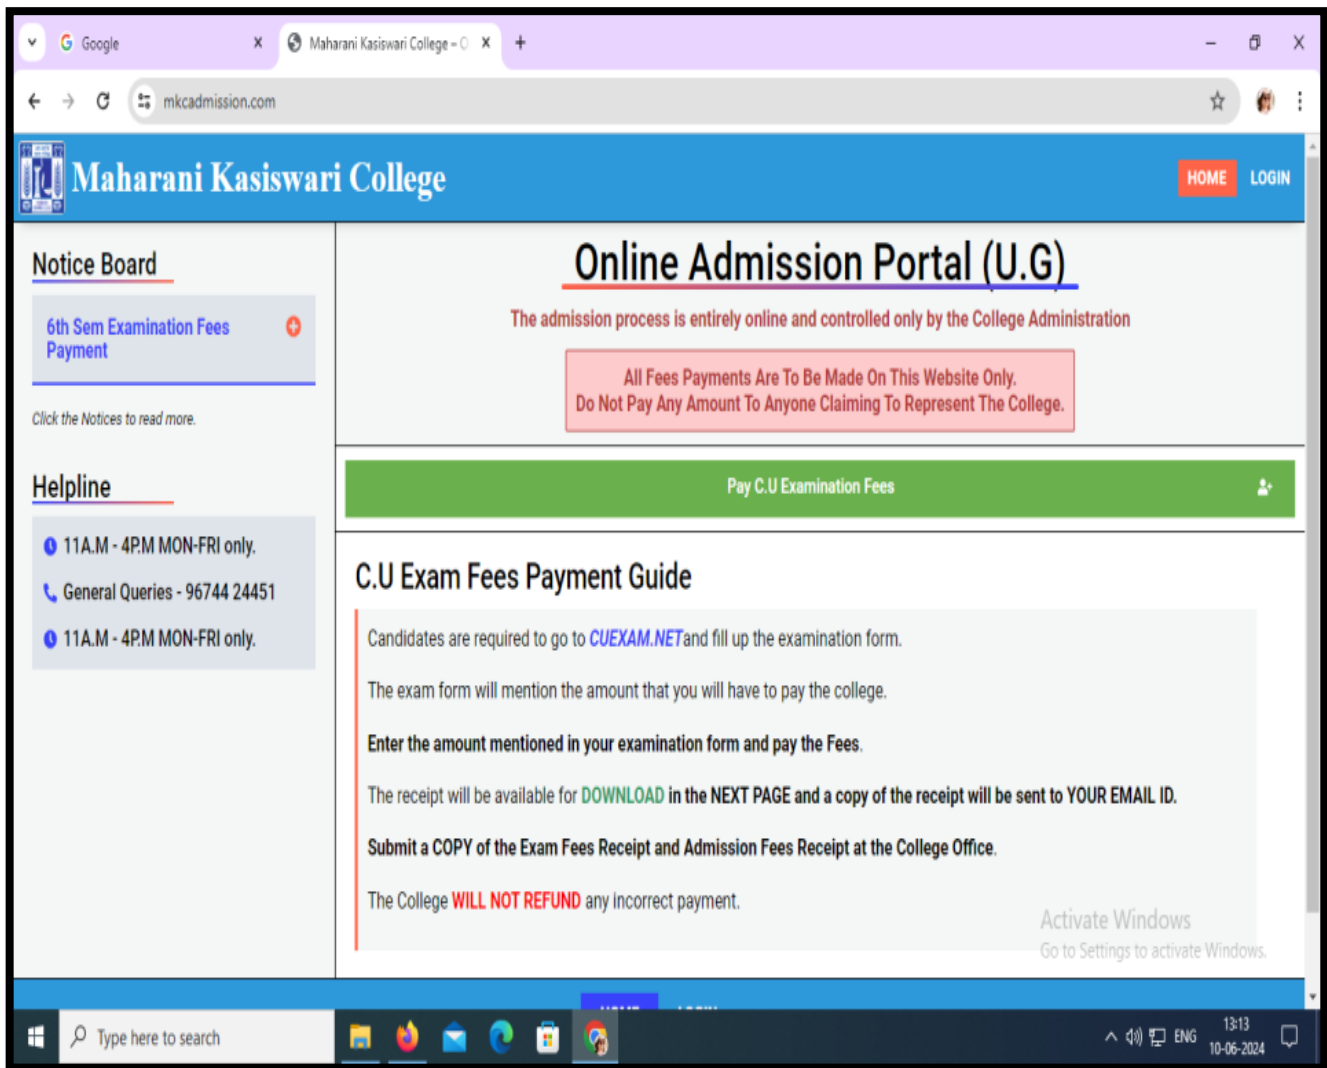 Google
Maharani Kasiswari College – O
mkcadmission.com
Maharani Kasiswari College
HOME
LOGIN
Notice Board
6th Sem Examination Fees
Payment
Click the Notices to read more.
Helpline
11A.M - 4P.M MON-FRI only.
General Queries - 96744 24451
11A.M - 4P.M MON-FRI only.
Online Admission Portal (U.G)
The admission process is entirely online and controlled only by the College Administration
All Fees Payments Are To Be Made On This Website Only.
Do Not Pay Any Amount To Anyone Claiming To Represent The College.
Pay C.U Examination Fees
C.U Exam Fees Payment Guide
Candidates are required to go to CUEXAM.NETand fill up the examination form.
The exam form will mention the amount that you will have to pay the college.
Enter the amount mentioned in your examination form and pay the Fees.
The receipt will be available for DOWNLOAD in the NEXT PAGE and a copy of the receipt will be sent to YOUR EMAIL ID.
Submit a COPY of the Exam Fees Receipt and Admission Fees Receipt at the College Office.
The College WILL NOT REFUND any incorrect payment.
Activate Windows
Go to Settings to activate Windows.
HOME
LOGIN
Type here to search
ENG
13:13
10-06-2024